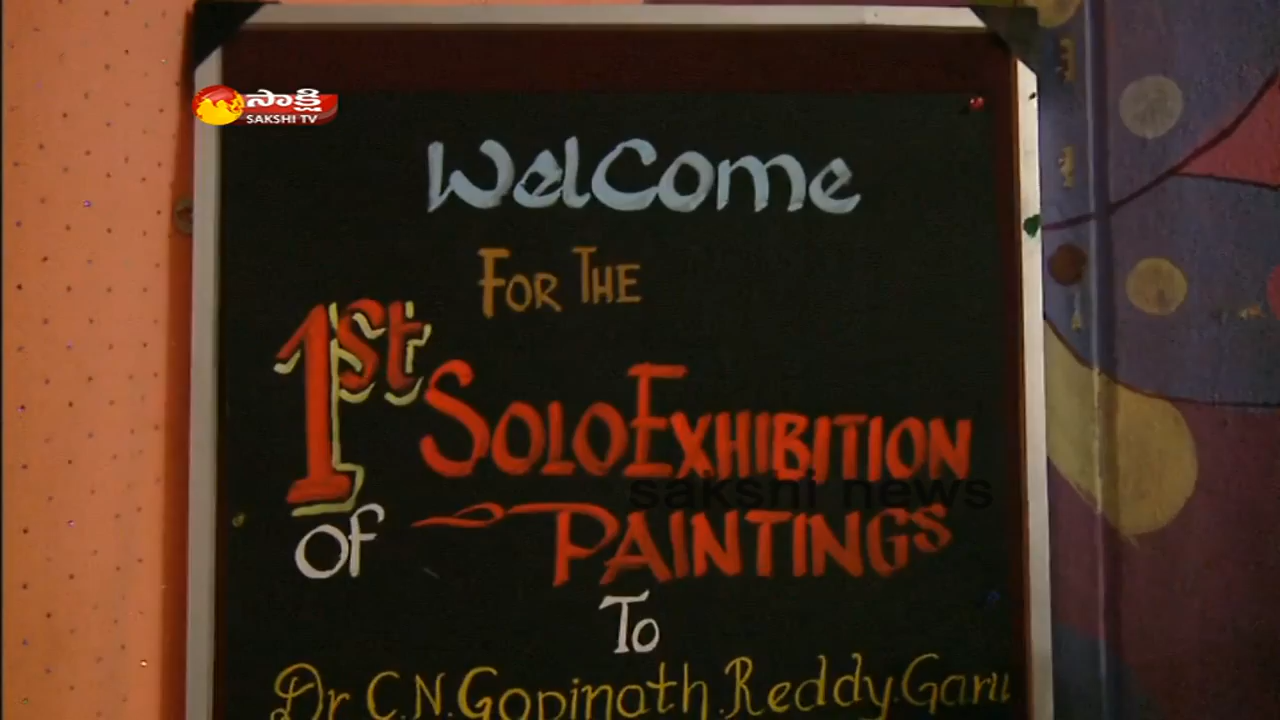 సాక్షి
SAKSHI TV
WelCome
FOR THE
1st SOLO EXHIBITION
sakshi news
OF PAINTINGS
To
Dr C.N.Gopinath.Reddy.Garu